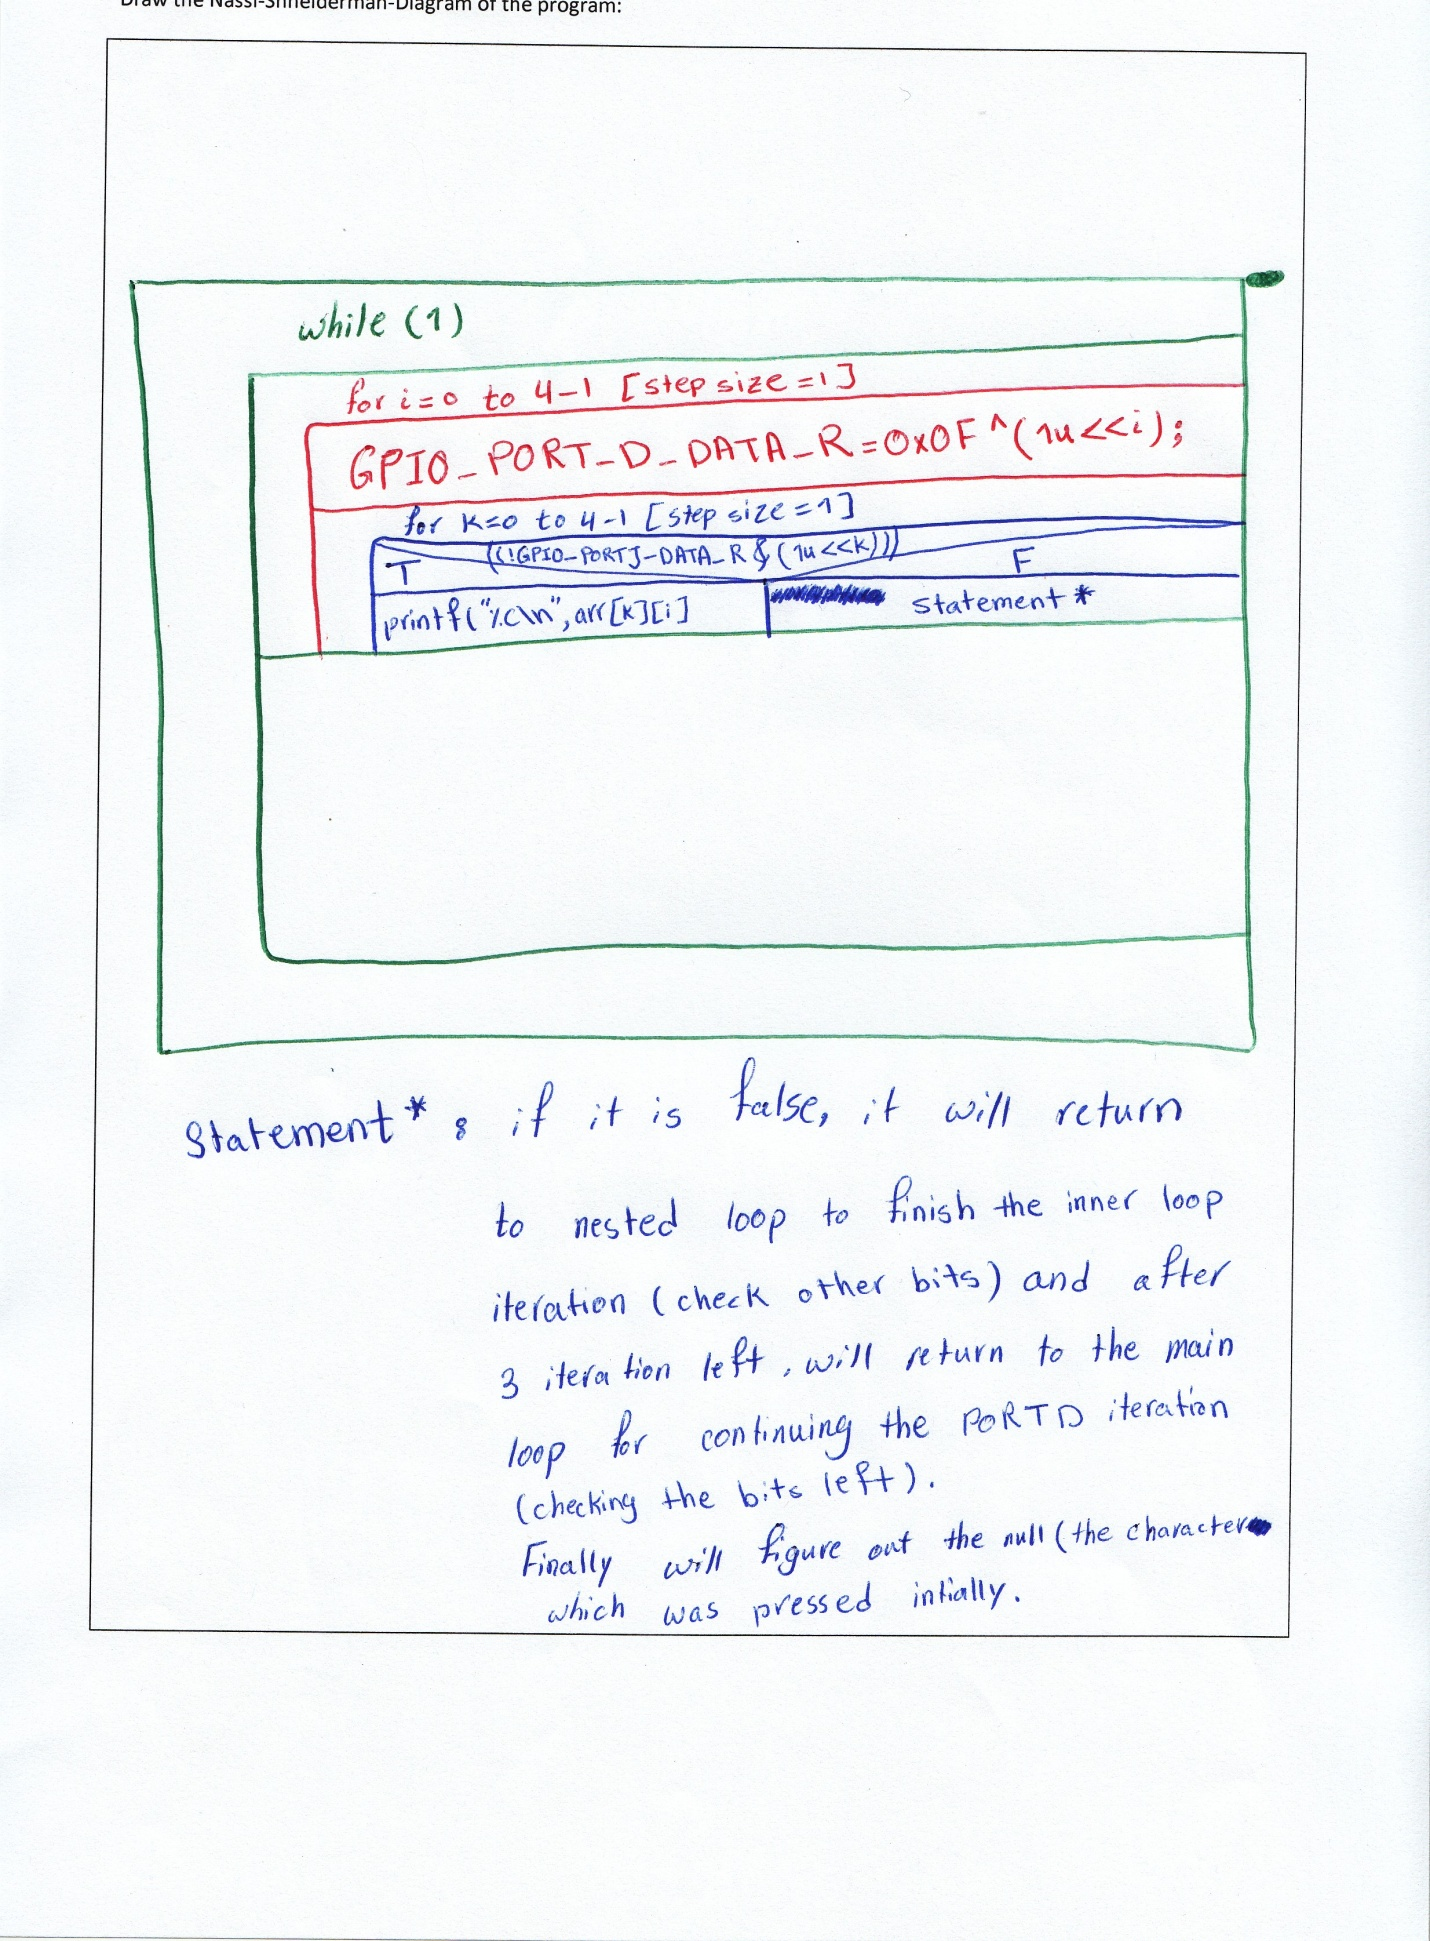 Draw the Nassi-Shneiderman-Diagram of the program:
while (1)
for i=0 to 4-1 [step size =1]
GPIO_PORT_D_DATA_R=0x0F^(1u<<i);
for k=0 to 4-1 [step size =1]
((!GPIO_PORTJ_DATA_R & (1u<<k)))
T F
printf("%c\n",arr[k][i] statement*
Statement* : if it is false, it will return
to nested loop to finish the inner loop
iteration (check other bits) and after
3 iteration left, will return to the main
loop for continuing the PORTD iteration
(checking the bits left).
Finally will figure out the null (the character
which was pressed intially.